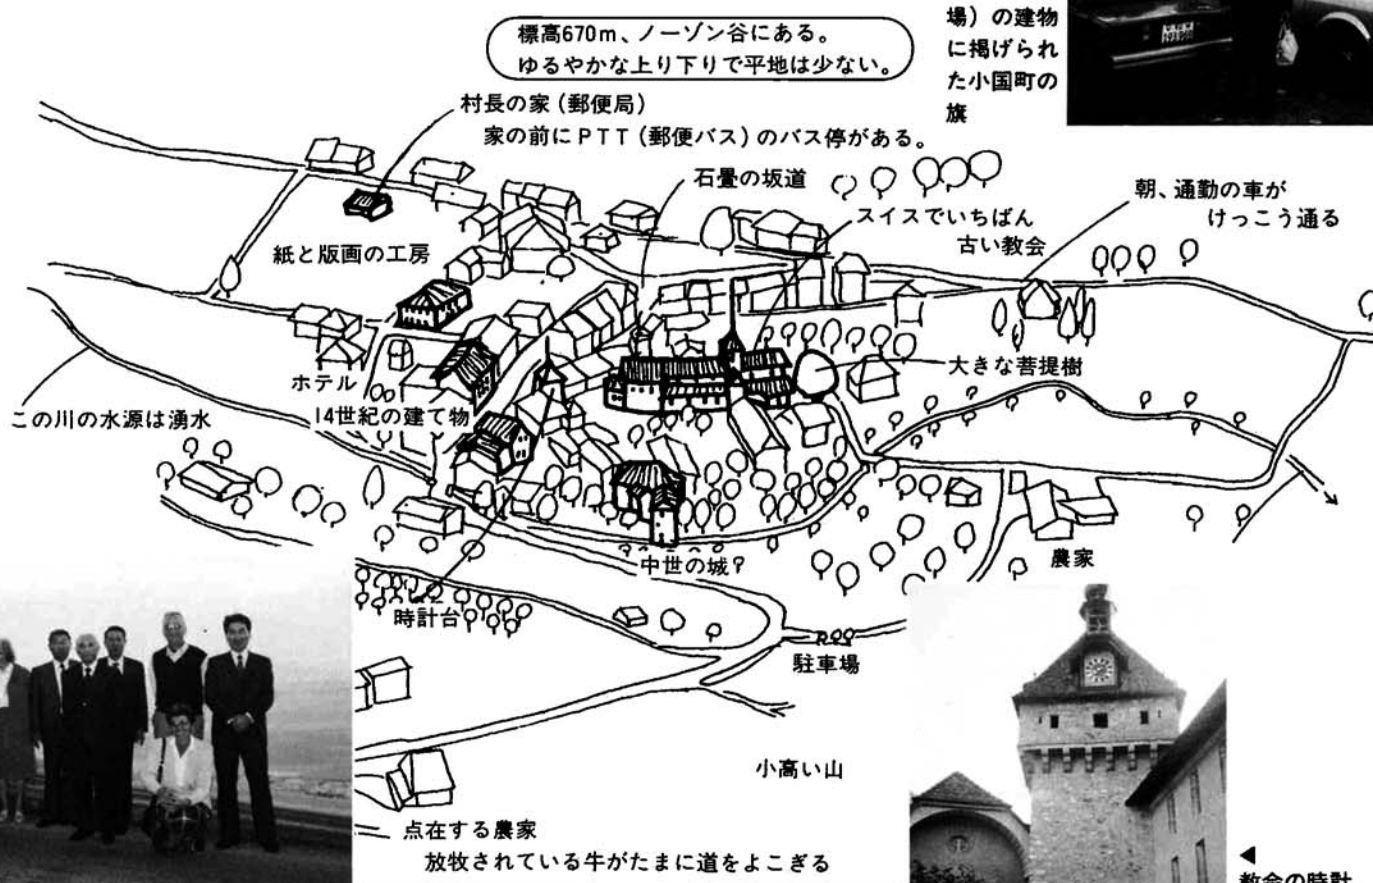 場）の建物
に掲げられ
た小国町の
旗
標高670m、ノーゾン谷にある。
ゆるやかな上り下りで平地は少ない。
村長の家（郵便局）
家の前にPTT（郵便バス）のバス停がある。
石畳の坂道
スイスでいちばん
古い教会
朝、通勤の車が
けっこう通る
紙と版画の工房
大きな菩提樹
ホテル
14世紀の建て物
この川の水源は湧水
中世の城？
農家
時計台
駐車場
小高い山
点在する農家
放牧されている牛がたまに道をよこぎる
◀
教会の時計